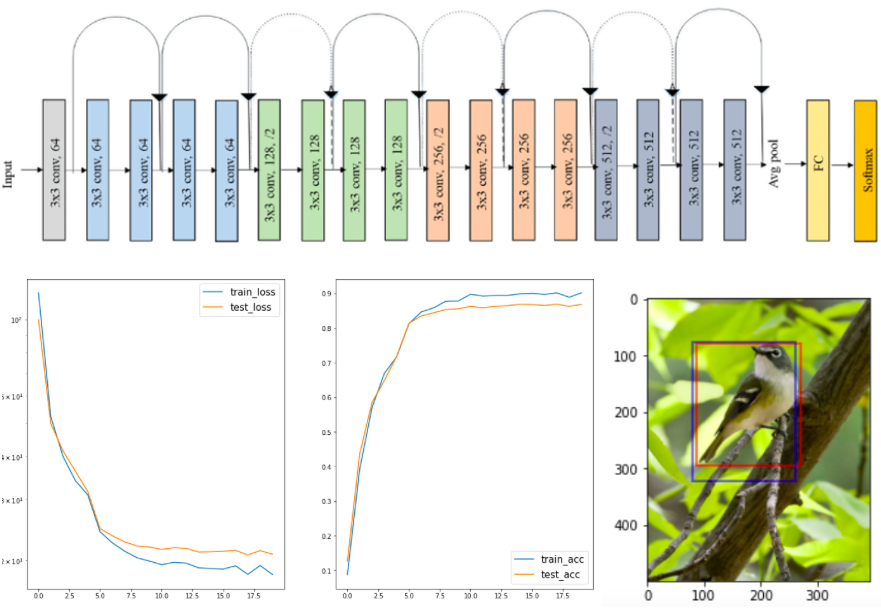 Input
3x3 conv, 64
3x3 conv, 64
3x3 conv, 64
3x3 conv, 64
3x3 conv, 64
3x3 conv, 128, /2
3x3 conv, 128
3x3 conv, 128
3x3 conv, 128
3x3 conv, 256, /2
3x3 conv, 256
3x3 conv, 256
3x3 conv, 256
3x3 conv, 512, /2
3x3 conv, 512
3x3 conv, 512
3x3 conv, 512
Avg pool
FC
Softmax
train_loss
test_loss
10²
4 × 10¹
3 × 10¹
2 × 10¹
0.0 2.5 5.0 7.5 10.0 12.5 15.0 17.5
0.9
0.8
0.7
0.6
0.5
0.4
0.3
0.2
0.1
train_acc
test_acc
0.0 2.5 5.0 7.5 10.0 12.5 15.0 17.5
0
100
200
300
400
0 100 200 300